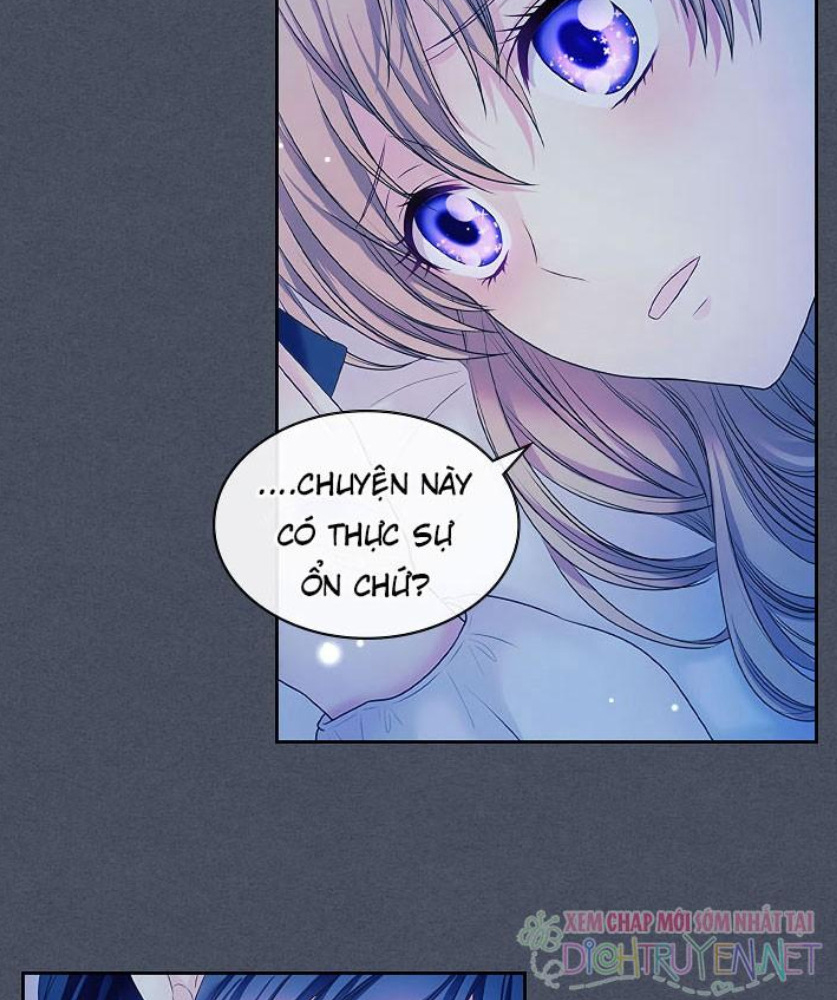 ....CHUYỆN NÀY
CÓ THỰC SỰ
ỔN CHỨ?
XEM CHAP MỚI SỚM NHẤT TẠI
DICHTRUYEN.NET